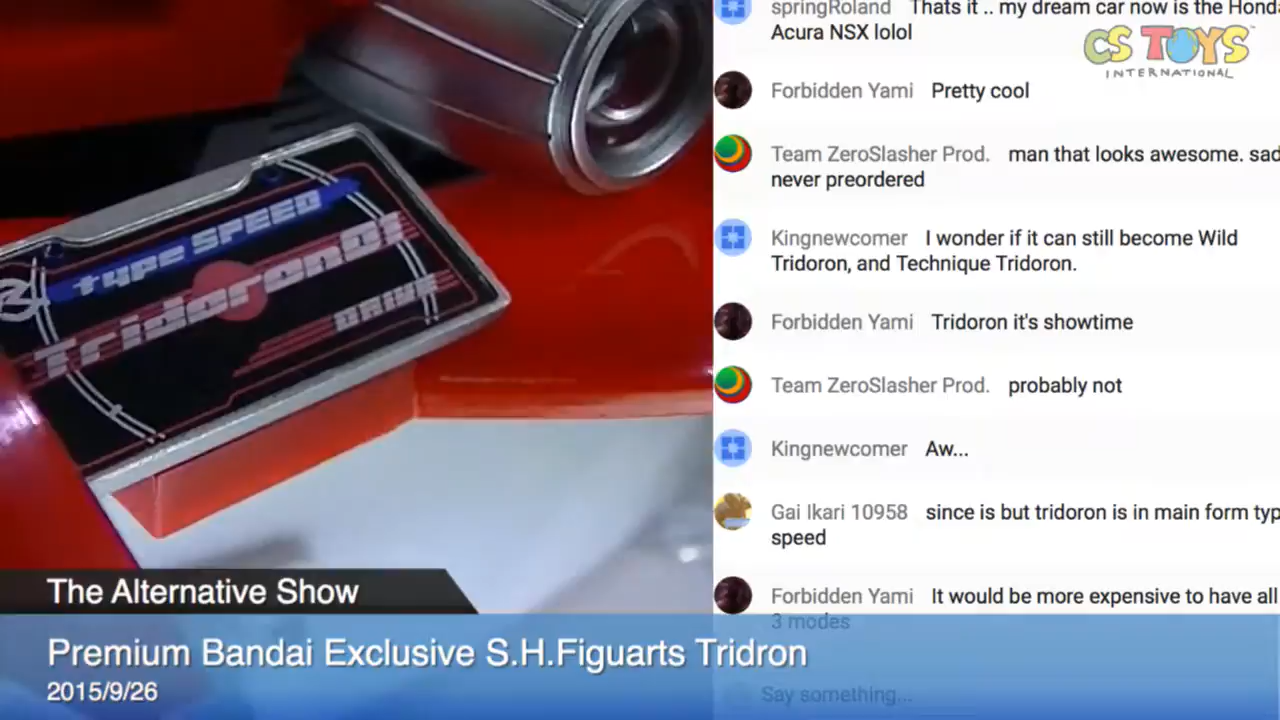 TYPE SPEED
TridoronD1
DRIVE
springRoland Thats it .. my dream car now is the Honda
Acura NSX lolol
CS TOYS
INTERNATIONAL
Forbidden Yami Pretty cool
Team ZeroSlasher Prod. man that looks awesome. sad
never preordered
Kingnewcomer I wonder if it can still become Wild
Tridoron, and Technique Tridoron.
Forbidden Yami Tridoron it's showtime
Team ZeroSlasher Prod. probably not
Kingnewcomer Aw...
Gai Ikari 10958 since is but tridoron is in main form typ
speed
Forbidden Yami It would be more expensive to have all
3 modes
Say something...
The Alternative Show
Premium Bandai Exclusive S.H.Figuarts Tridron
2015/9/26